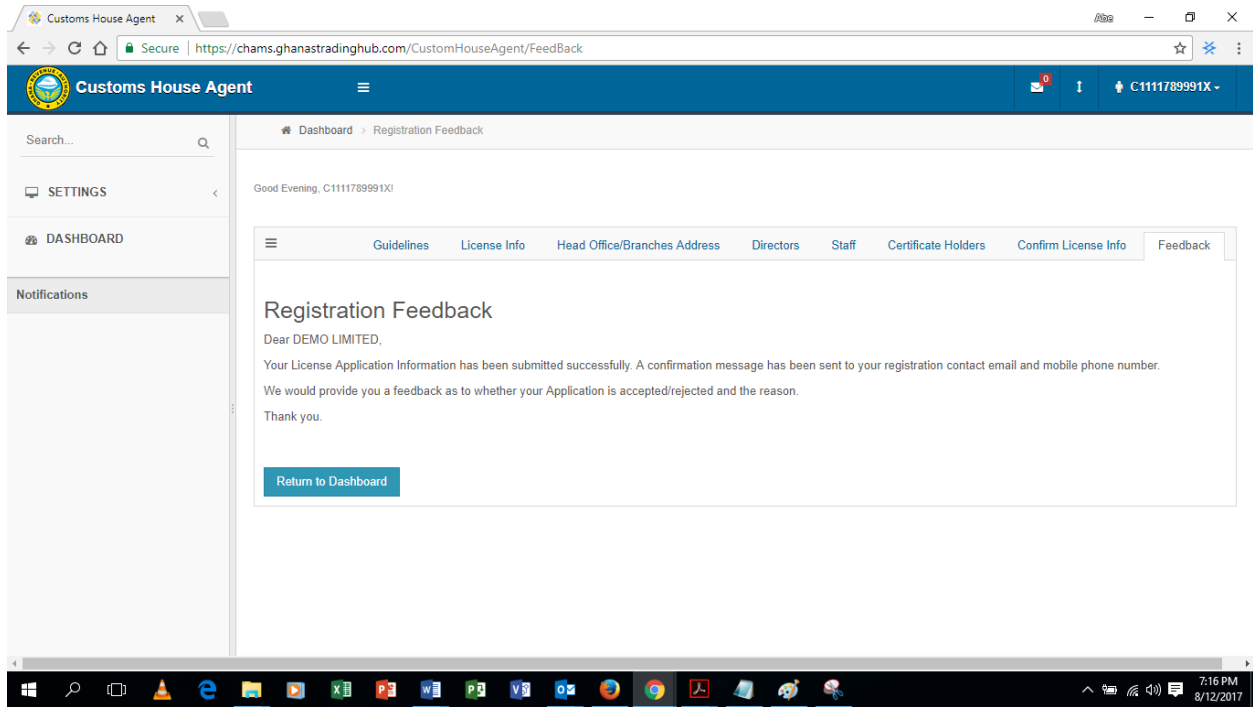 Customs House Agent
Abe
Secure https://chams.ghanastradinghub.com/CustomHouseAgent/FeedBack
Customs House Agent
0
C1111789991X
Search...
Dashboard > Registration Feedback
SETTINGS
Good Evening, C1111789991X!
DASHBOARD
Guidelines License Info Head Office/Branches Address Directors Staff Certificate Holders Confirm License Info Feedback
Notifications
Registration Feedback
Dear DEMO LIMITED,
Your License Application Information has been submitted successfully. A confirmation message has been sent to your registration contact email and mobile phone number.
We would provide you a feedback as to whether your Application is accepted/rejected and the reason.
Thank you.
Return to Dashboard
7:16 PM
8/12/2017